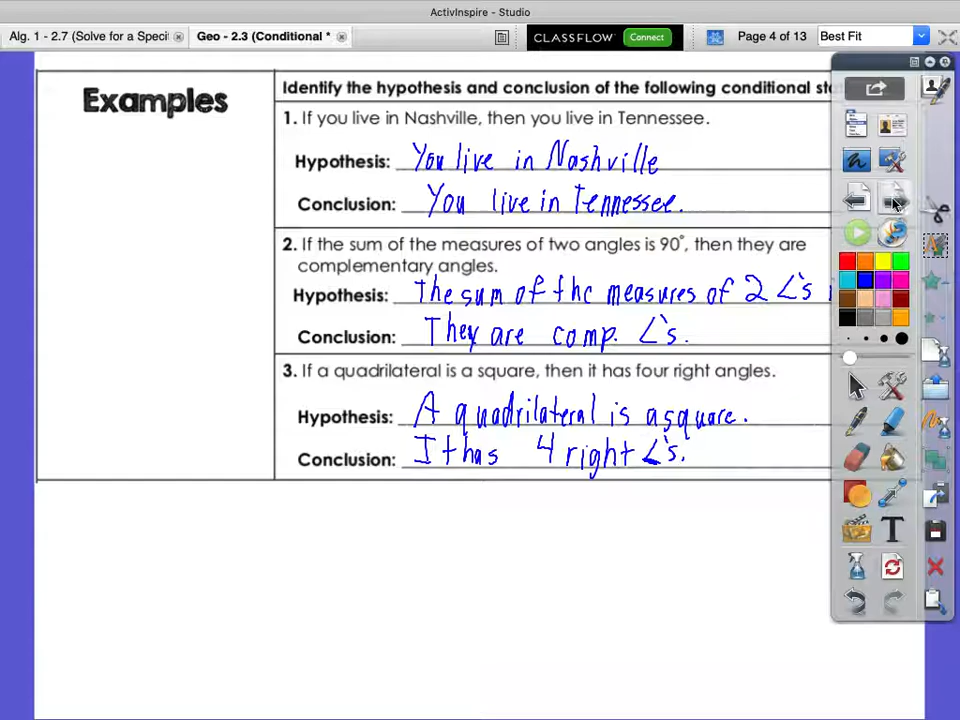 ActivInspire - Studio
Alg. 1 - 2.7 (Solve for a Specif
Geo - 2.3 (Conditional *
CLASSFLOW Connect
Page 4 of 13
Best Fit
Examples
Identify the hypothesis and conclusion of the following conditional
1. If you live in Nashville, then you live in Tennessee.
Hypothesis: You live in Nashville
Conclusion: You live in Tennessee.
2. If the sum of the measures of two angles is 90°, then they are
complementary angles.
Hypothesis: The sum of the measures of 2 ∠'s
Conclusion: They are comp. ∠'s.
3. If a quadrilateral is a square, then it has four right angles.
Hypothesis: A quadrilateral is a square.
Conclusion: It has 4 right ∠'s.
T